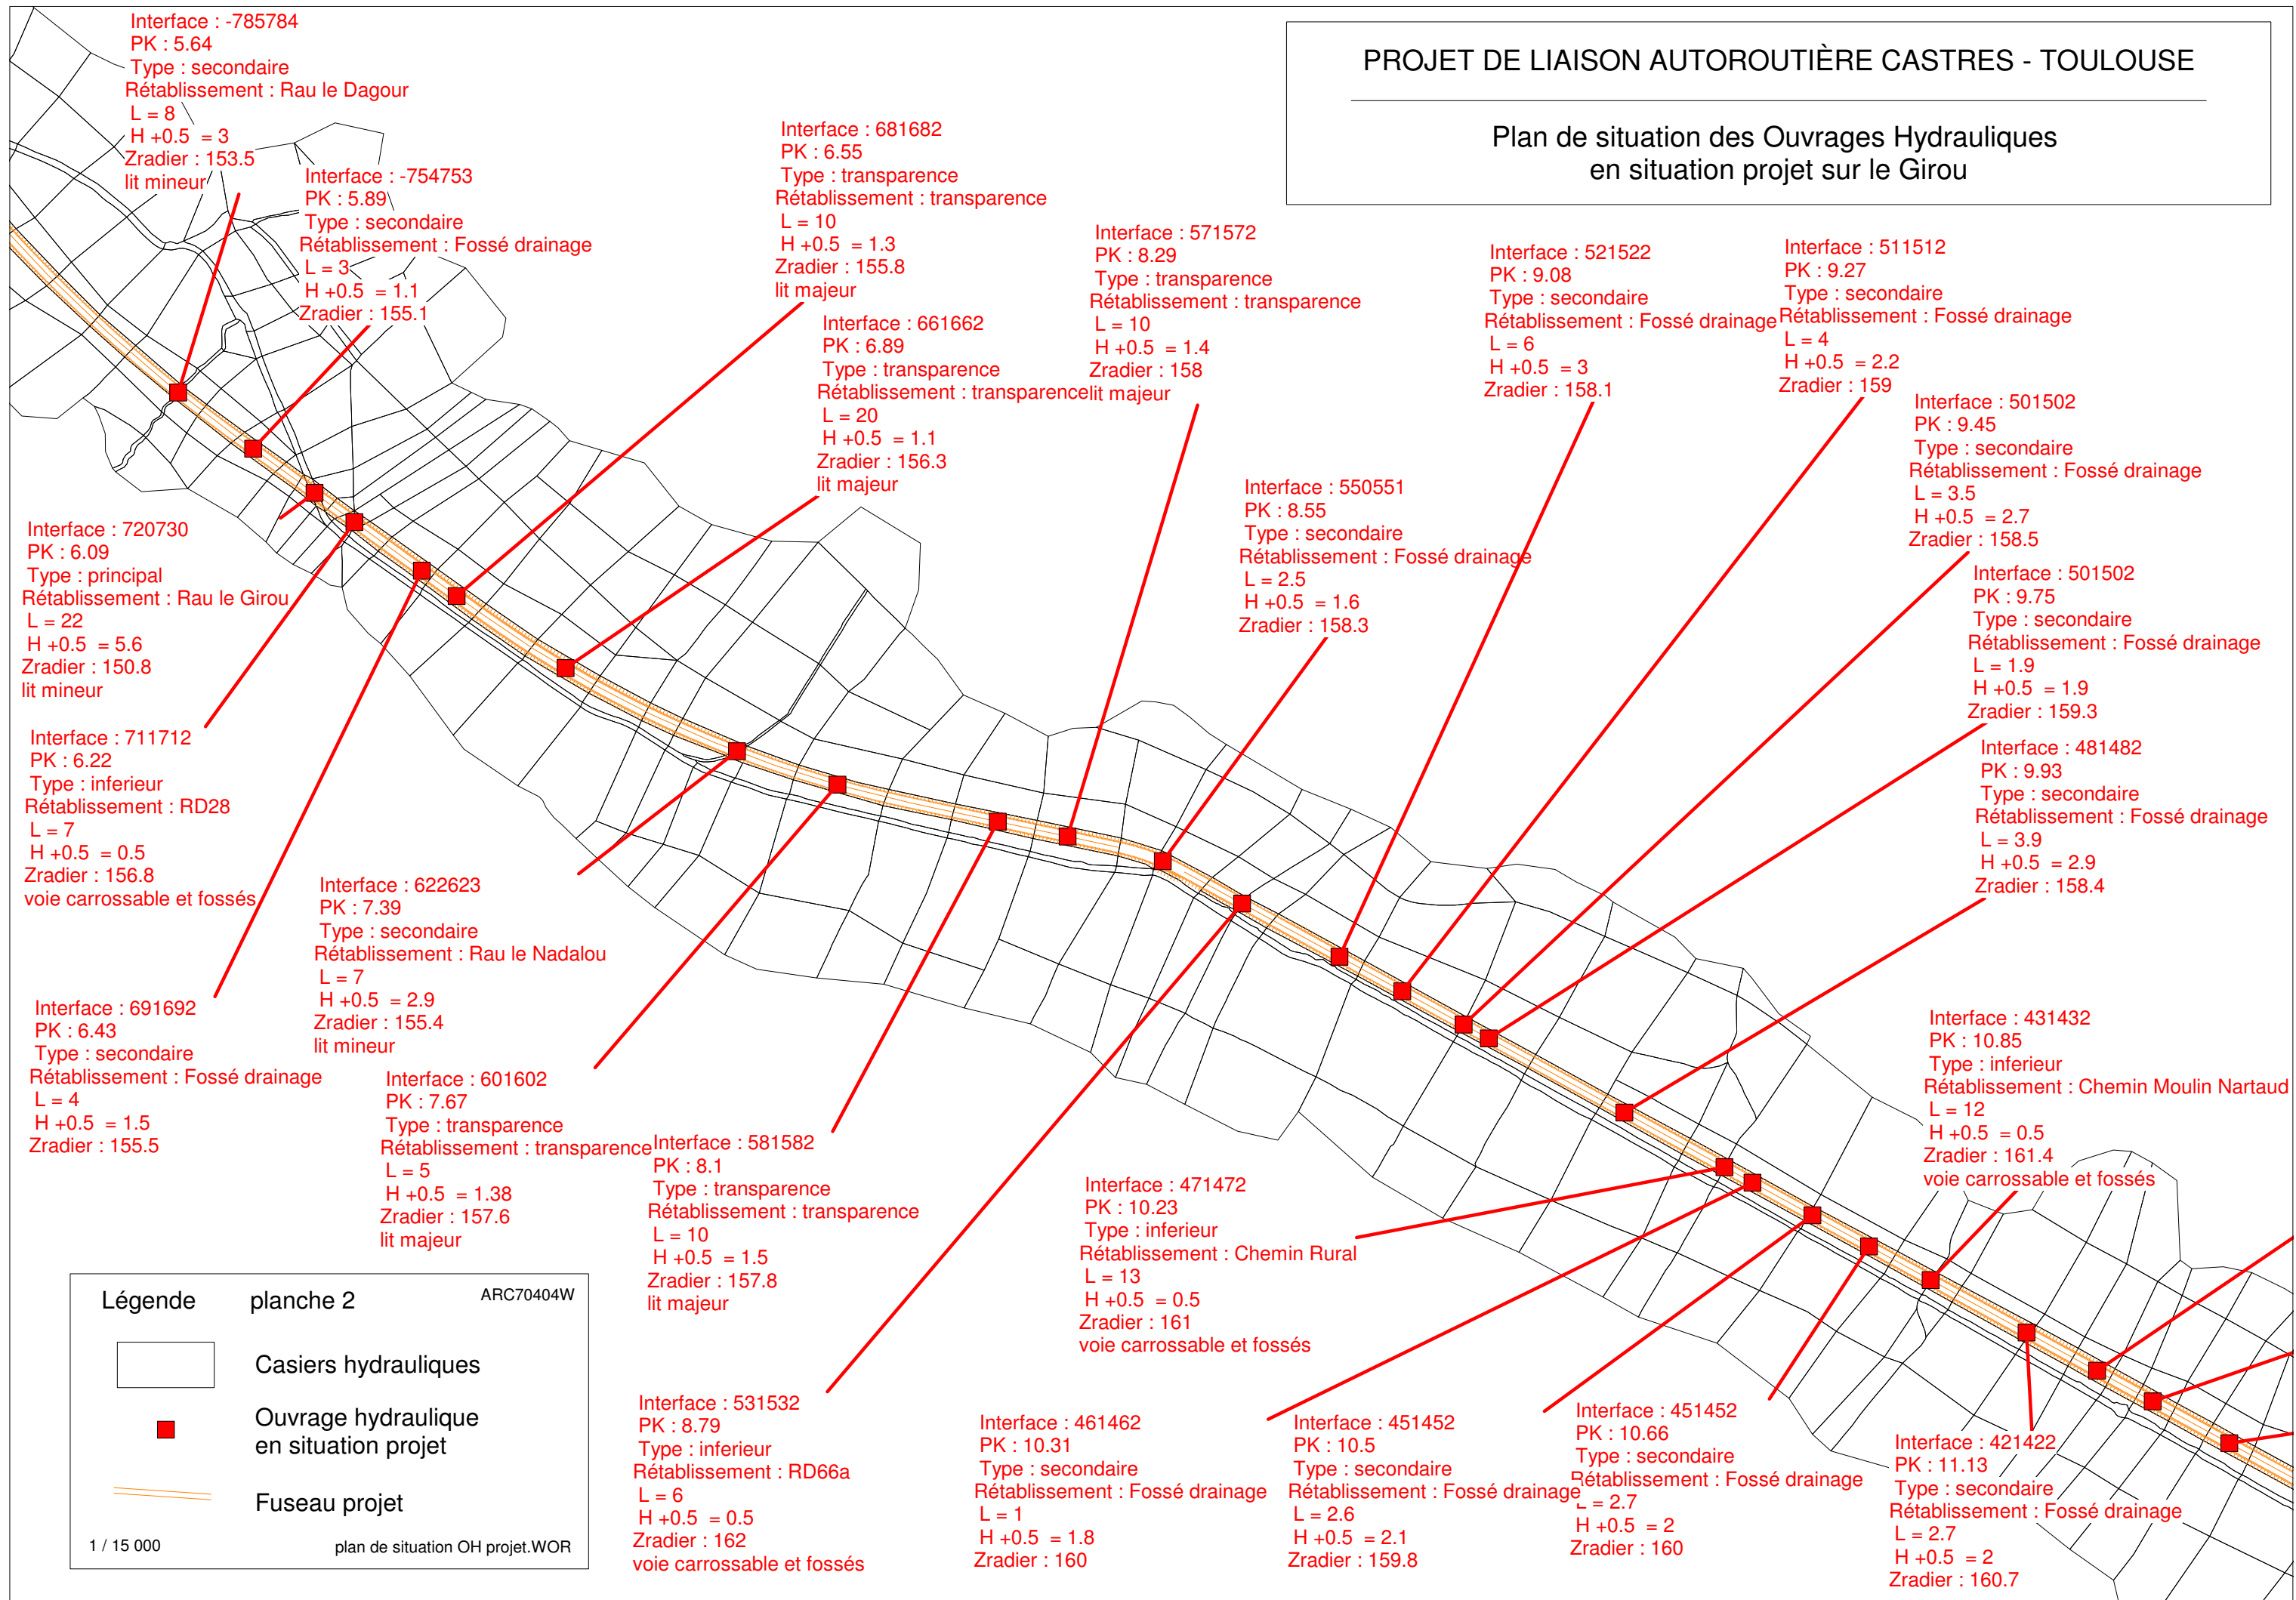 PROJET DE LIAISON AUTOROUTIÈRE CASTRES - TOULOUSE
Plan de situation des Ouvrages Hydrauliques
en situation projet sur le Girou
Interface : -785784
PK : 5.64
Type : secondaire
Rétablissement : Rau le Dagour
L = 8
H +0.5 = 3
Zradier : 153.5
lit mineur
Interface : -754753
PK : 5.89
Type : secondaire
Rétablissement : Fossé drainage
L = 3
H +0.5 = 1.1
Zradier : 155.1
Interface : 681682
PK : 6.55
Type : transparence
Rétablissement : transparence
L = 10
H +0.5 = 1.3
Zradier : 155.8
lit majeur
Interface : 661662
PK : 6.89
Type : transparence
Rétablissement : transparence
L = 20
H +0.5 = 1.1
Zradier : 156.3
lit majeur
Interface : 571572
PK : 8.29
Type : transparence
Rétablissement : transparence
L = 10
H +0.5 = 1.4
Zradier : 158
lit majeur
Interface : 550551
PK : 8.55
Type : secondaire
Rétablissement : Fossé drainage
L = 2.5
H +0.5 = 1.6
Zradier : 158.3
Interface : 521522
PK : 9.08
Type : secondaire
Rétablissement : Fossé drainage
L = 6
H +0.5 = 3
Zradier : 158.1
Interface : 511512
PK : 9.27
Type : secondaire
Rétablissement : Fossé drainage
L = 4
H +0.5 = 2.2
Zradier : 159
Interface : 501502
PK : 9.45
Type : secondaire
Rétablissement : Fossé drainage
L = 3.5
H +0.5 = 2.7
Zradier : 158.5
Interface : 501502
PK : 9.75
Type : secondaire
Rétablissement : Fossé drainage
L = 1.9
H +0.5 = 1.9
Zradier : 159.3
Interface : 481482
PK : 9.93
Type : secondaire
Rétablissement : Fossé drainage
L = 3.9
H +0.5 = 2.9
Zradier : 158.4
Interface : 431432
PK : 10.85
Type : inferieur
Rétablissement : Chemin Moulin Nartaud
L = 12
H +0.5 = 0.5
Zradier : 161.4
voie carrossable et fossés
Interface : 720730
PK : 6.09
Type : principal
Rétablissement : Rau le Girou
L = 22
H +0.5 = 5.6
Zradier : 150.8
lit mineur
Interface : 711712
PK : 6.22
Type : inferieur
Rétablissement : RD28
L = 7
H +0.5 = 0.5
Zradier : 156.8
voie carrossable et fossés
Interface : 691692
PK : 6.43
Type : secondaire
Rétablissement : Fossé drainage
L = 4
H +0.5 = 1.5
Zradier : 155.5
Interface : 622623
PK : 7.39
Type : secondaire
Rétablissement : Rau le Nadalou
L = 7
H +0.5 = 2.9
Zradier : 155.4
lit mineur
Interface : 601602
PK : 7.67
Type : transparence
Rétablissement : transparence
L = 5
H +0.5 = 1.38
Zradier : 157.6
lit majeur
Interface : 581582
PK : 8.1
Type : transparence
Rétablissement : transparence
L = 10
H +0.5 = 1.5
Zradier : 157.8
lit majeur
Interface : 531532
PK : 8.79
Type : inferieur
Rétablissement : RD66a
L = 6
H +0.5 = 0.5
Zradier : 162
voie carrossable et fossés
Interface : 471472
PK : 10.23
Type : inferieur
Rétablissement : Chemin Rural
L = 13
H +0.5 = 0.5
Zradier : 161
voie carrossable et fossés
Interface : 461462
PK : 10.31
Type : secondaire
Rétablissement : Fossé drainage
L = 1
H +0.5 = 1.8
Zradier : 160
Interface : 451452
PK : 10.5
Type : secondaire
Rétablissement : Fossé drainage
L = 2.6
H +0.5 = 2.1
Zradier : 159.8
Interface : 451452
PK : 10.66
Type : secondaire
Rétablissement : Fossé drainage
L = 2.7
H +0.5 = 2
Zradier : 160
Interface : 421422
PK : 11.13
Type : secondaire
Rétablissement : Fossé drainage
L = 2.7
H +0.5 = 2
Zradier : 160.7
Légende planche 2 ARC70404W
Casiers hydrauliques
Ouvrage hydraulique
en situation projet
Fuseau projet
1 / 15 000 plan de situation OH projet.WOR